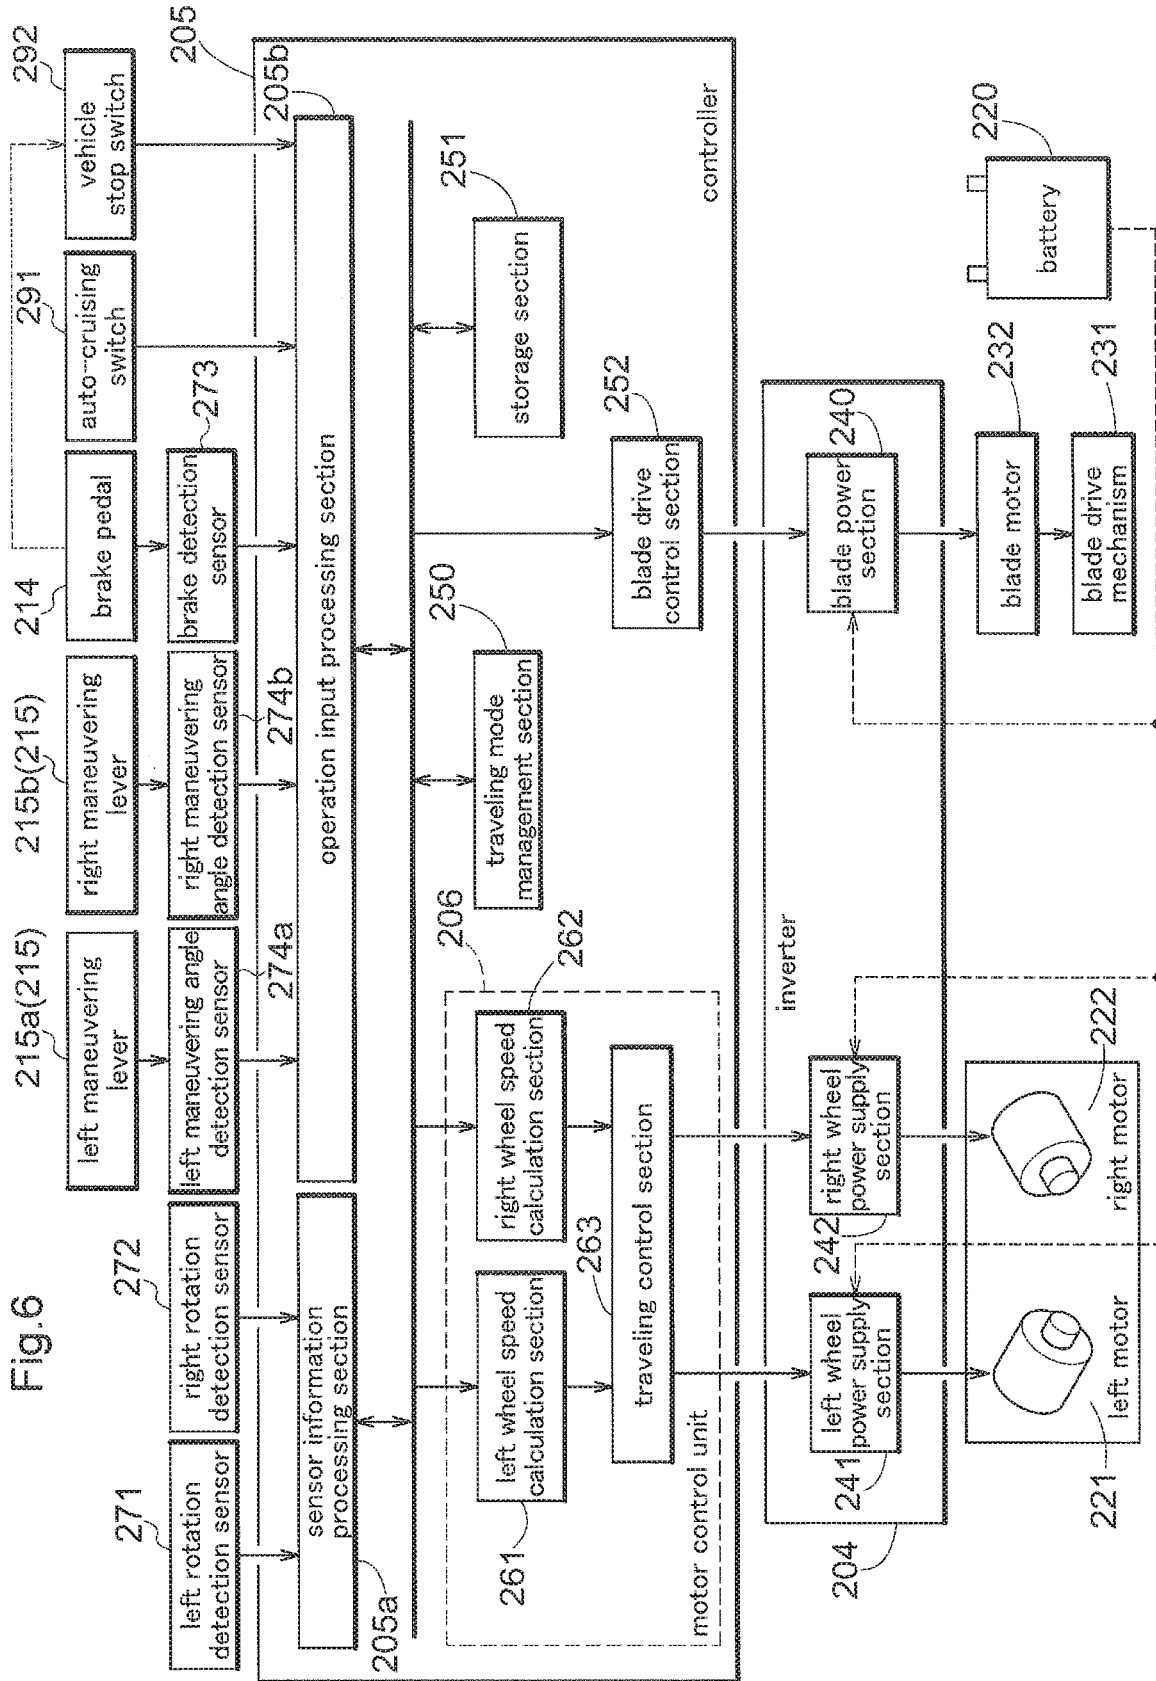 Fig.6
271
left rotation
detection sensor
272
right rotation
detection sensor
215a(215)
left maneuvering
lever
left maneuvering angle
detection sensor
274a
215b(215)
right maneuvering
lever
right maneuvering
angle detection sensor
274b
214
brake pedal
273
brake detection
sensor
291
auto-cruising
switch
292
vehicle
stop switch
205
205b
sensor information
processing section
205a
operation input processing section
206
261
left wheel speed
calculation section
262
right wheel speed
calculation section
263
traveling control section
motor control unit
250
traveling mode
management section
251
storage section
252
blade drive
control section
controller
inverter
204
241
left wheel
power supply
section
242
right wheel
power supply
section
240
blade power
section
221
left motor
222
right motor
232
blade motor
231
blade drive
mechanism
220
battery